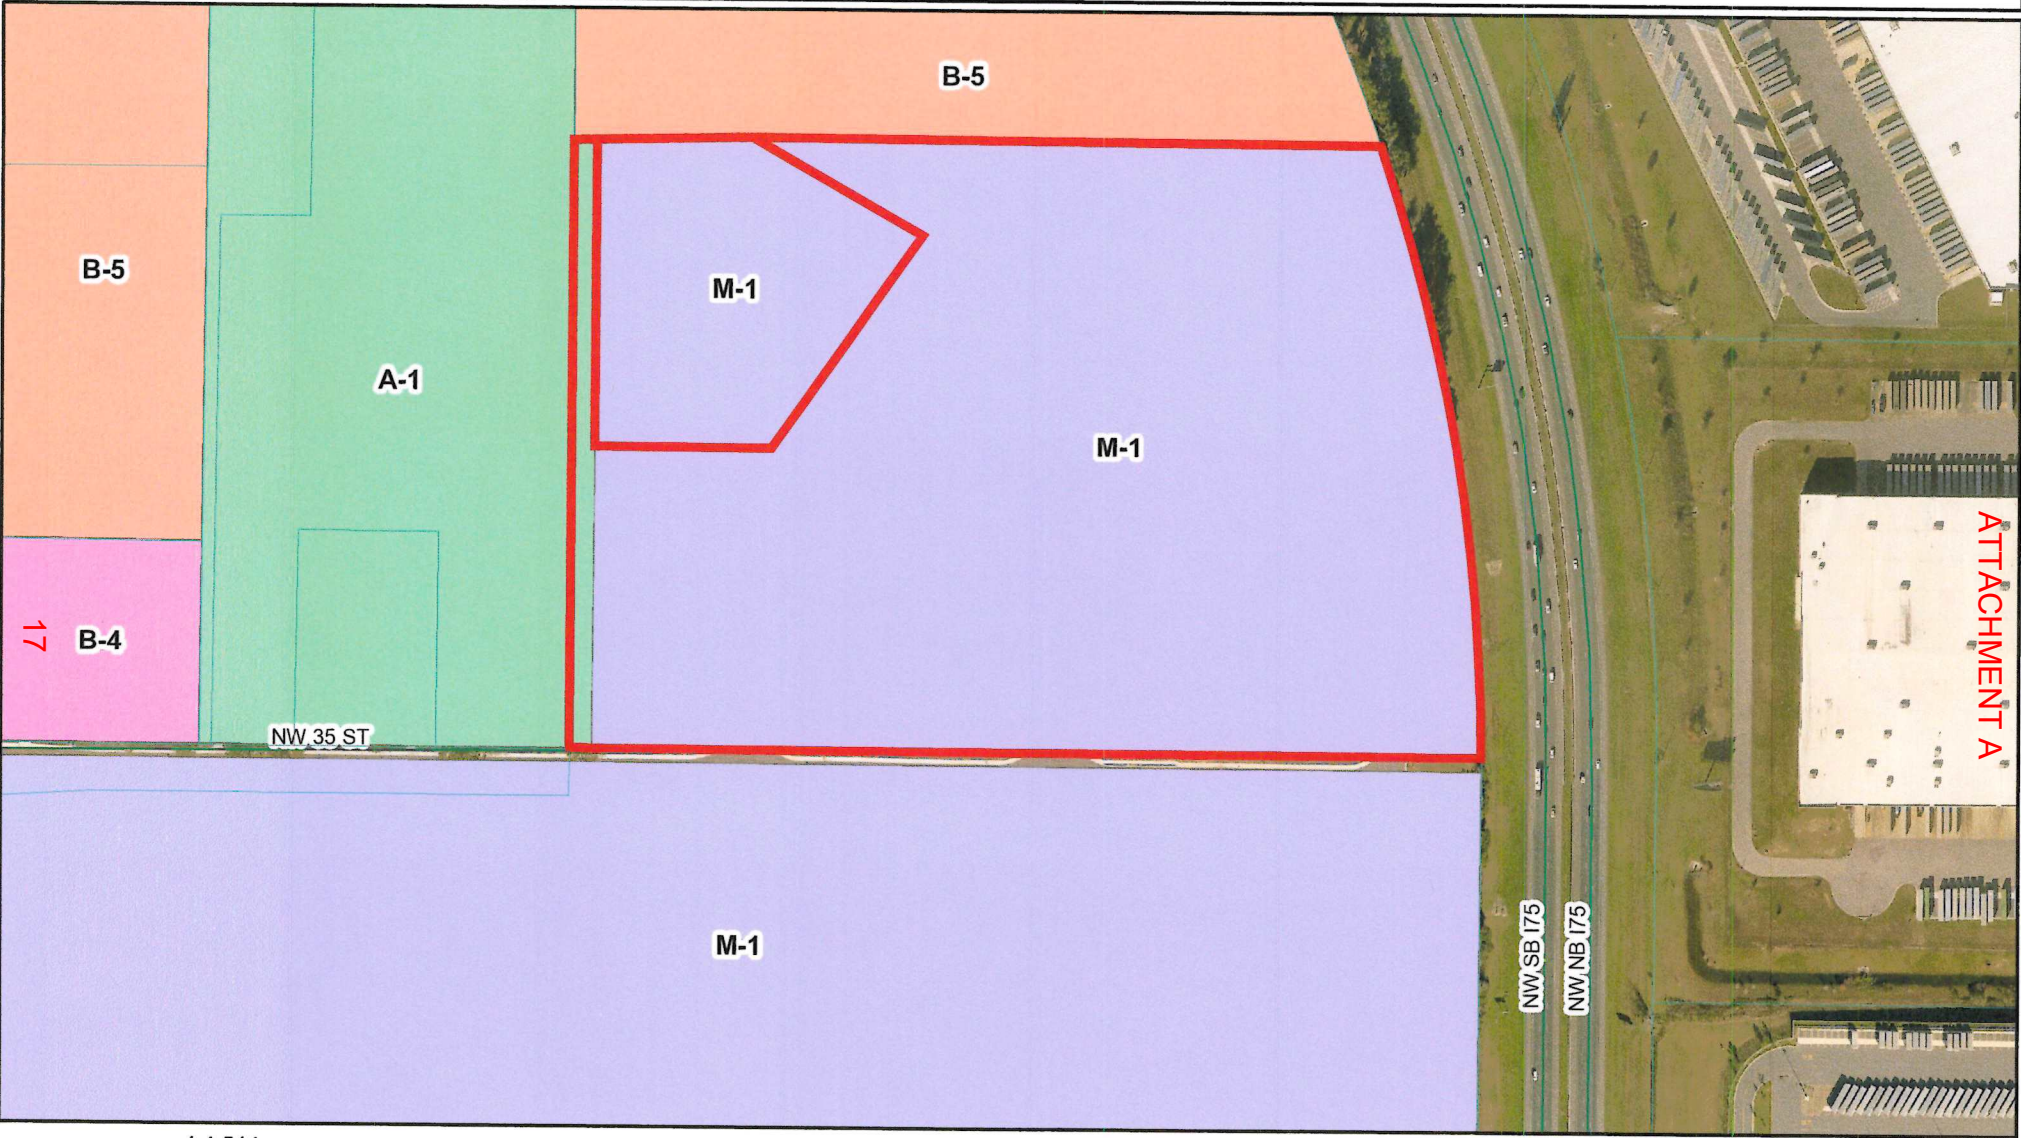 B-5
B-5
M-1
A-1
M-1
B-4
17
NW 35 ST
M-1
NW SB I75
NW NB I75
ATTACHMENT A